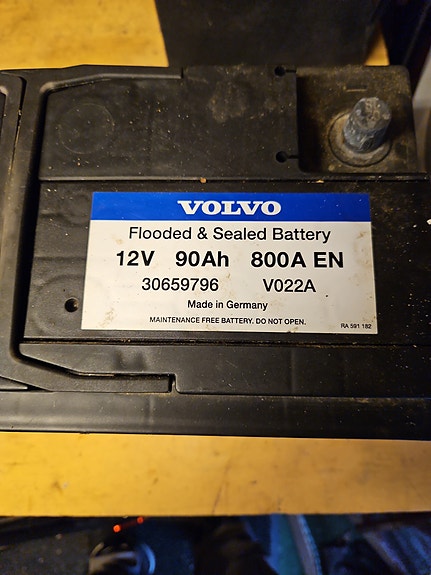 VOLVO
Flooded & Sealed Battery
12V 90Ah 800A EN
30659796 V022A
Made in Germany
MAINTENANCE FREE BATTERY. DO NOT OPEN.
RA 591 182